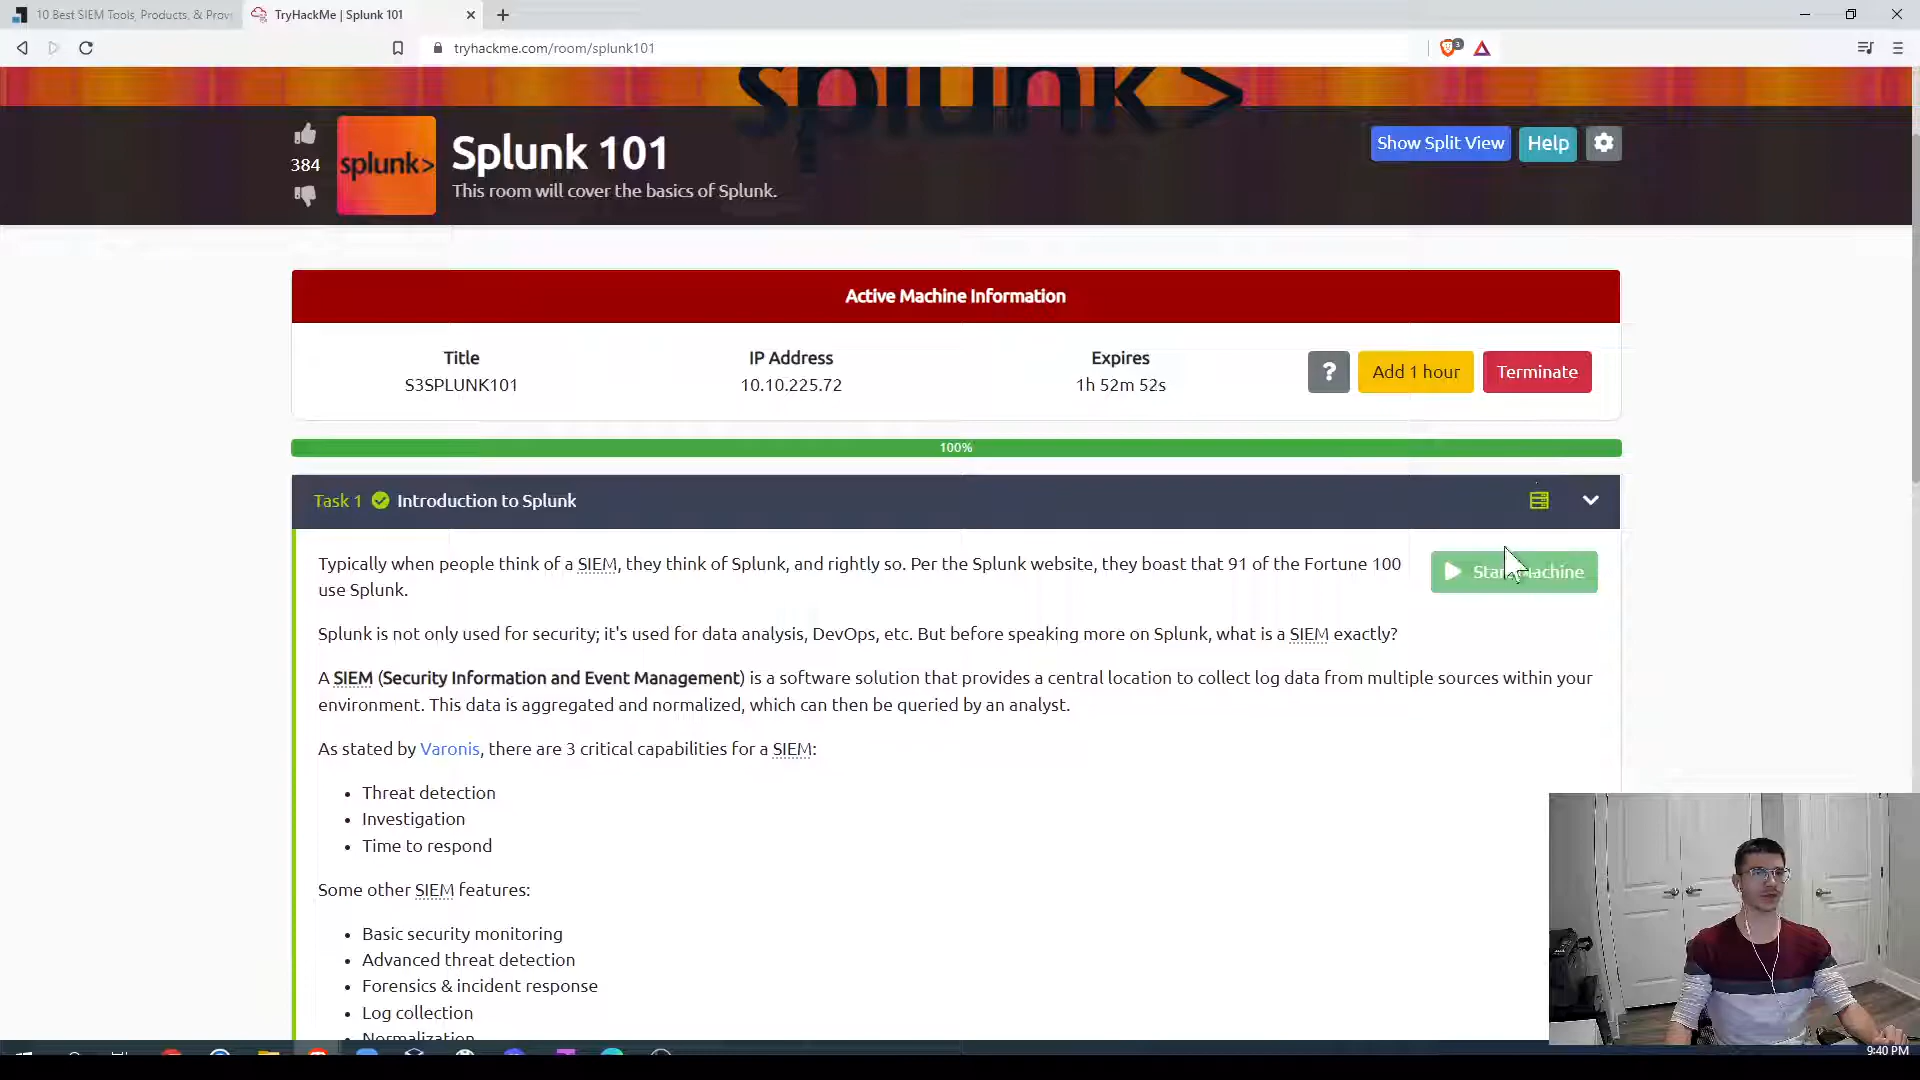 10 Best SIEM Tools, Products, & Prov
TryHackMe | Splunk 101
tryhackme.com/room/splunk101
3
splunk>
384
splunk>
Splunk 101
This room will cover the basics of Splunk.
Show Split View
Help
Active Machine Information
Title
IP Address
Expires
S3SPLUNK101
10.10.225.72
1h 52m 52s
?
Add 1 hour
Terminate
100%
Task 1
Introduction to Splunk
Typically when people think of a SIEM, they think of Splunk, and rightly so. Per the Splunk website, they boast that 91 of the Fortune 100
use Splunk.
Start Machine
Splunk is not only used for security; it's used for data analysis, DevOps, etc. But before speaking more on Splunk, what is a SIEM exactly?
A SIEM (Security Information and Event Management) is a software solution that provides a central location to collect log data from multiple sources within your
environment. This data is aggregated and normalized, which can then be queried by an analyst.
As stated by Varonis, there are 3 critical capabilities for a SIEM:
• Threat detection
• Investigation
• Time to respond
Some other SIEM features:
• Basic security monitoring
• Advanced threat detection
• Forensics & incident response
• Log collection
• Normalization
9:40 PM